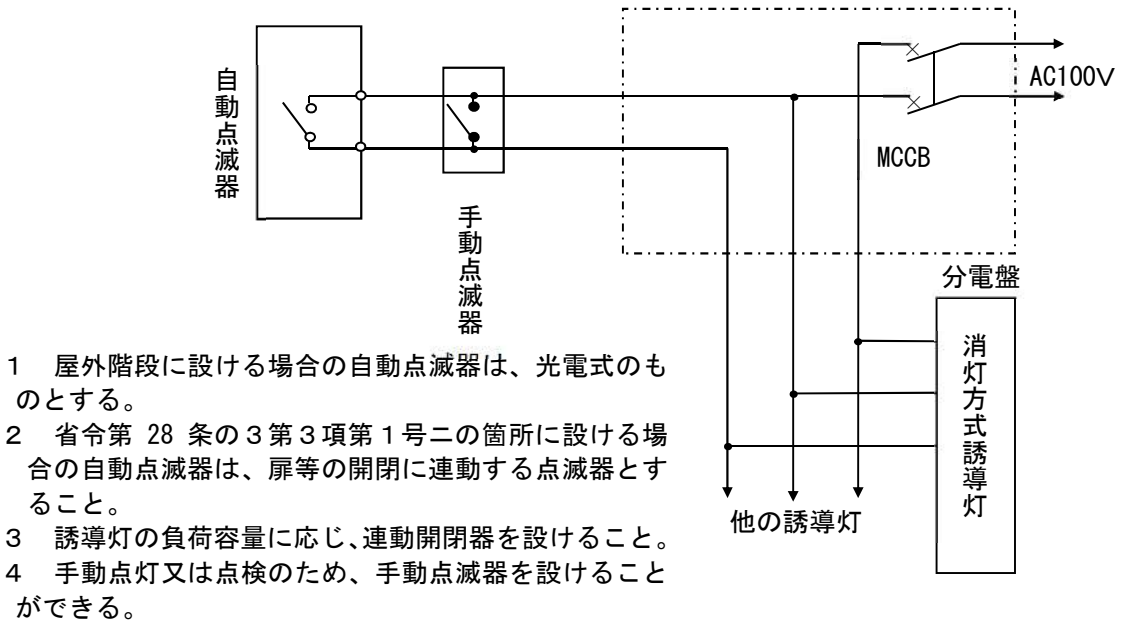 自動点滅器
手動点滅器
AC100V
MCCB
分電盤
消灯方式誘導灯
他の誘導灯
1 屋外階段に設ける場合の自動点滅器は、光電式のも
のとする。
2 省令第 28 条の3第3項第1号ニの箇所に設ける場
合の自動点滅器は、扉等の開閉に連動する点滅器とす
ること。
3 誘導灯の負荷容量に応じ、連動開閉器を設けること。
4 手動点灯又は点検のため、手動点滅器を設けること
ができる。